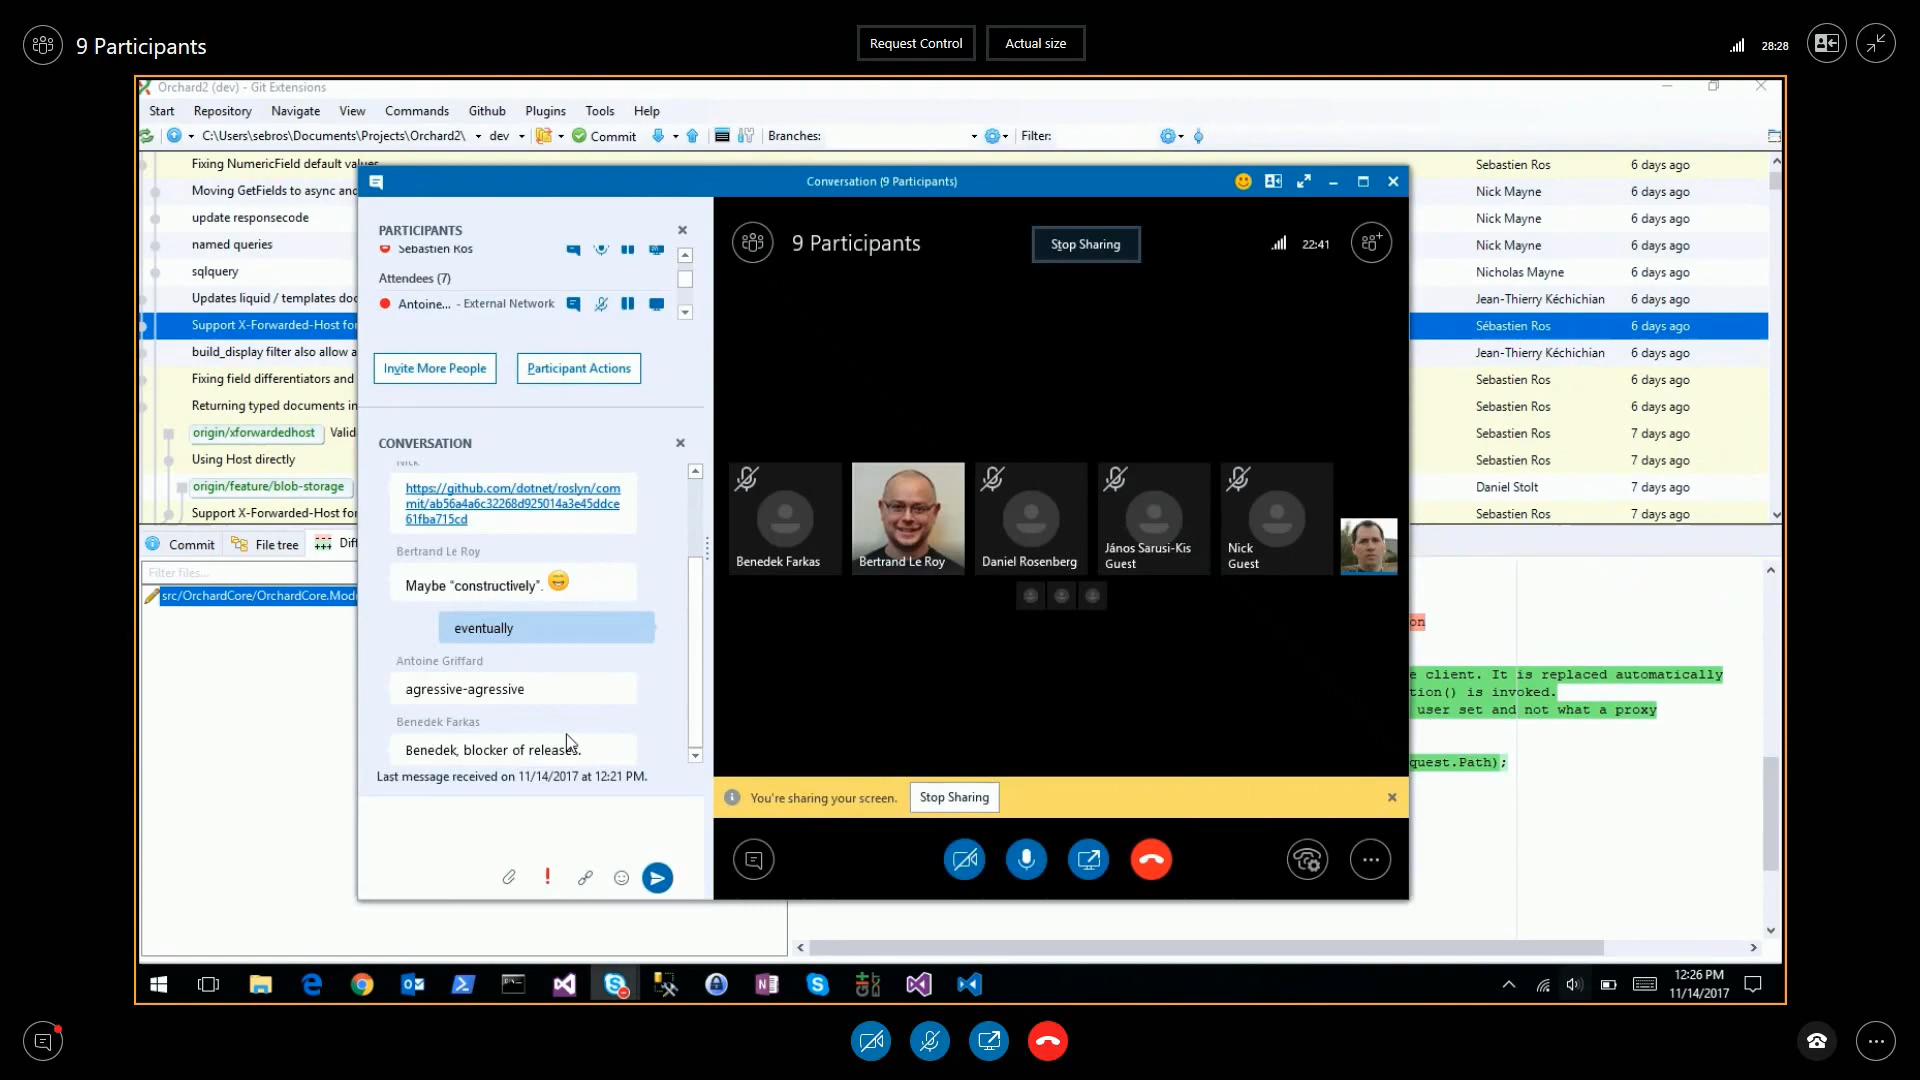 9 Participants
Request Control
Actual size
28:28
Orchard2 (dev) - Git Extensions
Start Repository Navigate View Commands Github Plugins Tools Help
C:\Users\sebros\Documents\Projects\Orchard2\ dev Commit Branches: Filter:
Fixing NumericField default values Sebastien Ros 6 days ago
Moving GetFields to async and Nick Mayne 6 days ago
update responsecode Nick Mayne 6 days ago
named queries Nick Mayne 6 days ago
sqlquery Nicholas Mayne 6 days ago
Updates liquid / templates doc Jean-Thierry Kéchichian 6 days ago
Support X-Forwarded-Host for Sébastien Ros 6 days ago
build_display filter also allow a Jean-Thierry Kéchichian 6 days ago
Fixing field differentiators and Sebastien Ros 6 days ago
Returning typed documents in Sebastien Ros 6 days ago
origin/xforwardedhost Valid Sebastien Ros 7 days ago
Using Host directly Sebastien Ros 7 days ago
origin/feature/blob-storage Daniel Stolt 7 days ago
Support X-Forwarded-Host for Sebastien Ros 7 days ago
Commit File tree Diff
Filter files...
src/OrchardCore/OrchardCore.Modu
on
e client. It is replaced automatically
tion() is invoked.
user set and not what a proxy
quest.Path);
Conversation (9 Participants)
PARTICIPANTS
Sebastien Ros
Attendees (7)
Antoine... - External Network
Invite More People
Participant Actions
CONVERSATION
Nick
https://github.com/dotnet/roslyn/com
mit/ab56a4a6c32268d925014a3e45ddce
61fba715cd
Bertrand Le Roy
Maybe “constructively”.
eventually
Antoine Griffard
agressive-agressive
Benedek Farkas
Benedek, blocker of releases.
Last message received on 11/14/2017 at 12:21 PM.
9 Participants
Stop Sharing
22:41
Benedek Farkas
Bertrand Le Roy
Daniel Rosenberg
János Sarusi-Kis
Guest
Nick
Guest
You're sharing your screen.
Stop Sharing
12:26 PM
11/14/2017